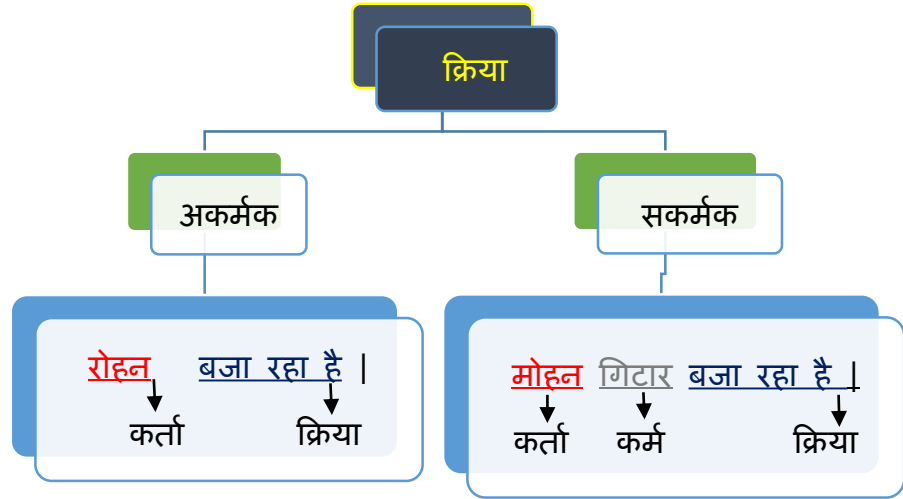 क्रिया
अकर्मक
सकर्मक
रोहन बजा रहा है |
कर्ता क्रिया
मोहन गिटार बजा रहा है |
कर्ता कर्म क्रिया